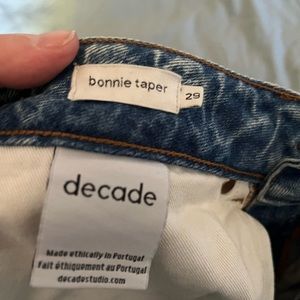 bonnie taper
29
decade
Made ethically in Portugal
Fait éthiquement au Portugal
decadestudio.com